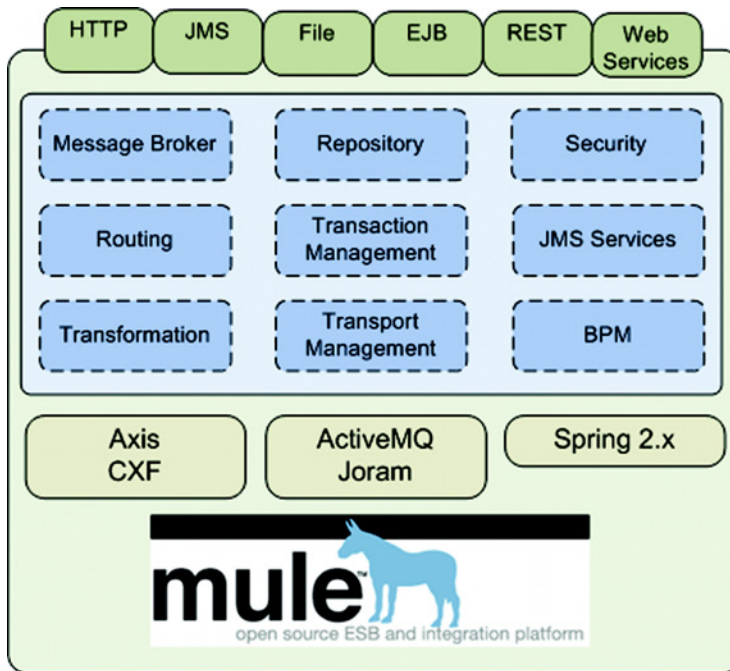 HTTP
JMS
File
EJB
REST
Web
Services
Message Broker
Repository
Security
Routing
Transaction
Management
JMS Services
Transformation
Transport
Management
BPM
Axis
CXF
ActiveMQ
Joram
Spring 2.x
mule™
open source ESB and integration platform